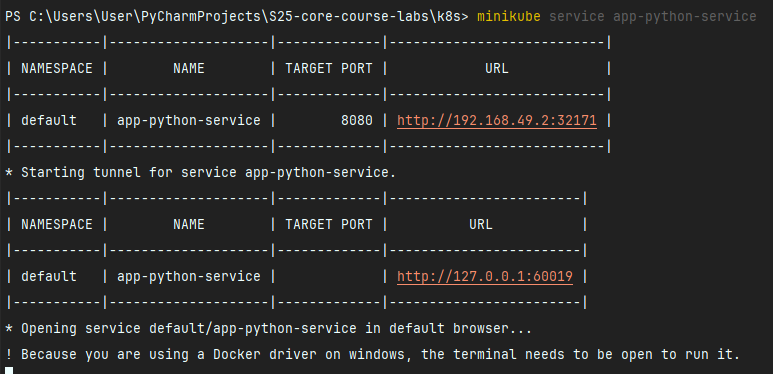 PS C:\Users\User\PyCharmProjects\S25-core-course-labs\k8s> minikube service app-python-service
|-----------|--------------------|-------------|---------------------------|
| NAMESPACE |        NAME        | TARGET PORT |            URL            |
|-----------|--------------------|-------------|---------------------------|
| default   | app-python-service |        8080 | http://192.168.49.2:32171 |
|-----------|--------------------|-------------|---------------------------|
* Starting tunnel for service app-python-service.
|-----------|--------------------|-------------|------------------------|
| NAMESPACE |        NAME        | TARGET PORT |          URL           |
|-----------|--------------------|-------------|------------------------|
| default   | app-python-service |             | http://127.0.0.1:60019 |
|-----------|--------------------|-------------|------------------------|
* Opening service default/app-python-service in default browser...
! Because you are using a Docker driver on windows, the terminal needs to be open to run it.